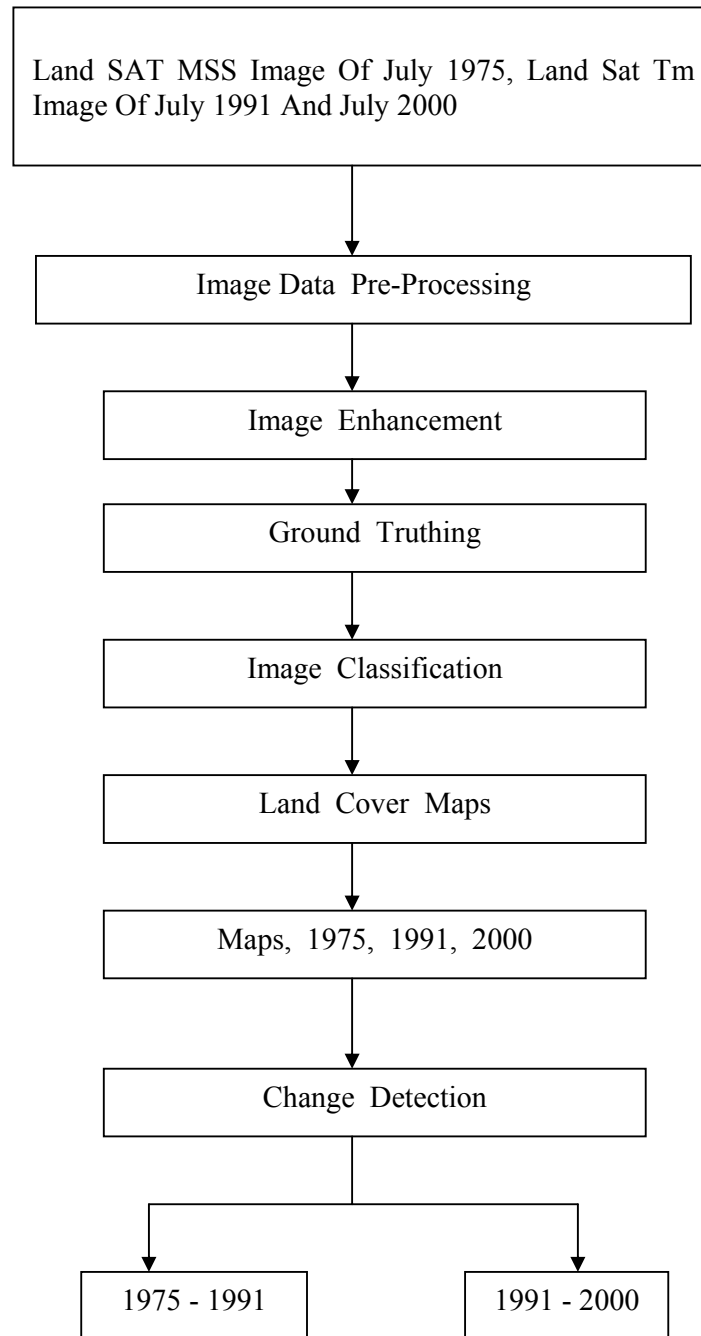 Land SAT MSS Image Of July 1975, Land Sat Tm
Image Of July 1991 And July 2000
Image Data Pre-Processing
Image Enhancement
Ground Truthing
Image Classification
Land Cover Maps
Maps, 1975, 1991, 2000
Change Detection
1975 - 1991
1991 - 2000